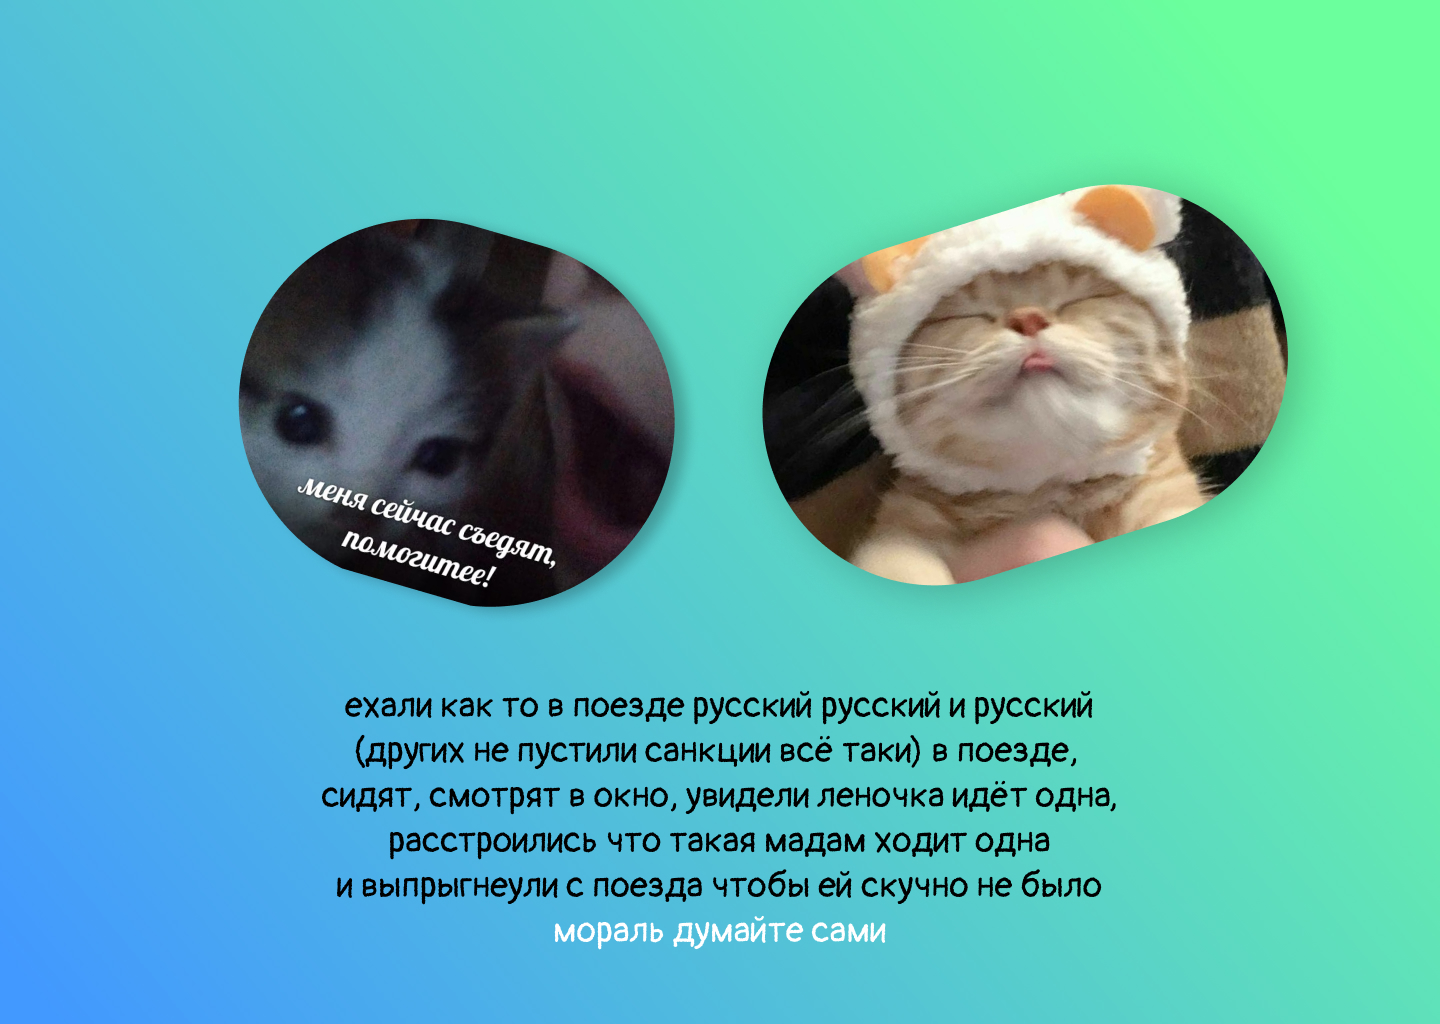 меня сейчас съедят,
помогитее!
ехали как то в поезде русский русский и русский
(других не пустили санкции всё таки) в поезде,
сидят, смотрят в окно, увидели леночка идёт одна,
расстроились что такая мадам ходит одна
и выпрыгнеули с поезда чтобы ей скучно не было
мораль думайте сами